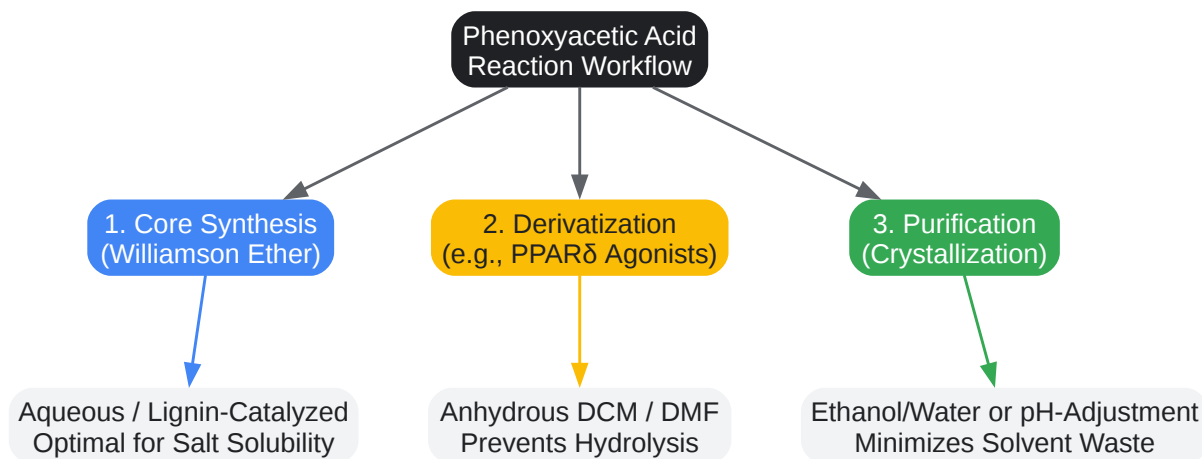 Phenoxyacetic Acid
Reaction Workflow
1. Core Synthesis
(Williamson Ether)
2. Derivatization
(e.g., PPARδ Agonists)
3. Purification
(Crystallization)
Aqueous / Lignin-Catalyzed
Optimal for Salt Solubility
Anhydrous DCM / DMF
Prevents Hydrolysis
Ethanol/Water or pH-Adjustment
Minimizes Solvent Waste